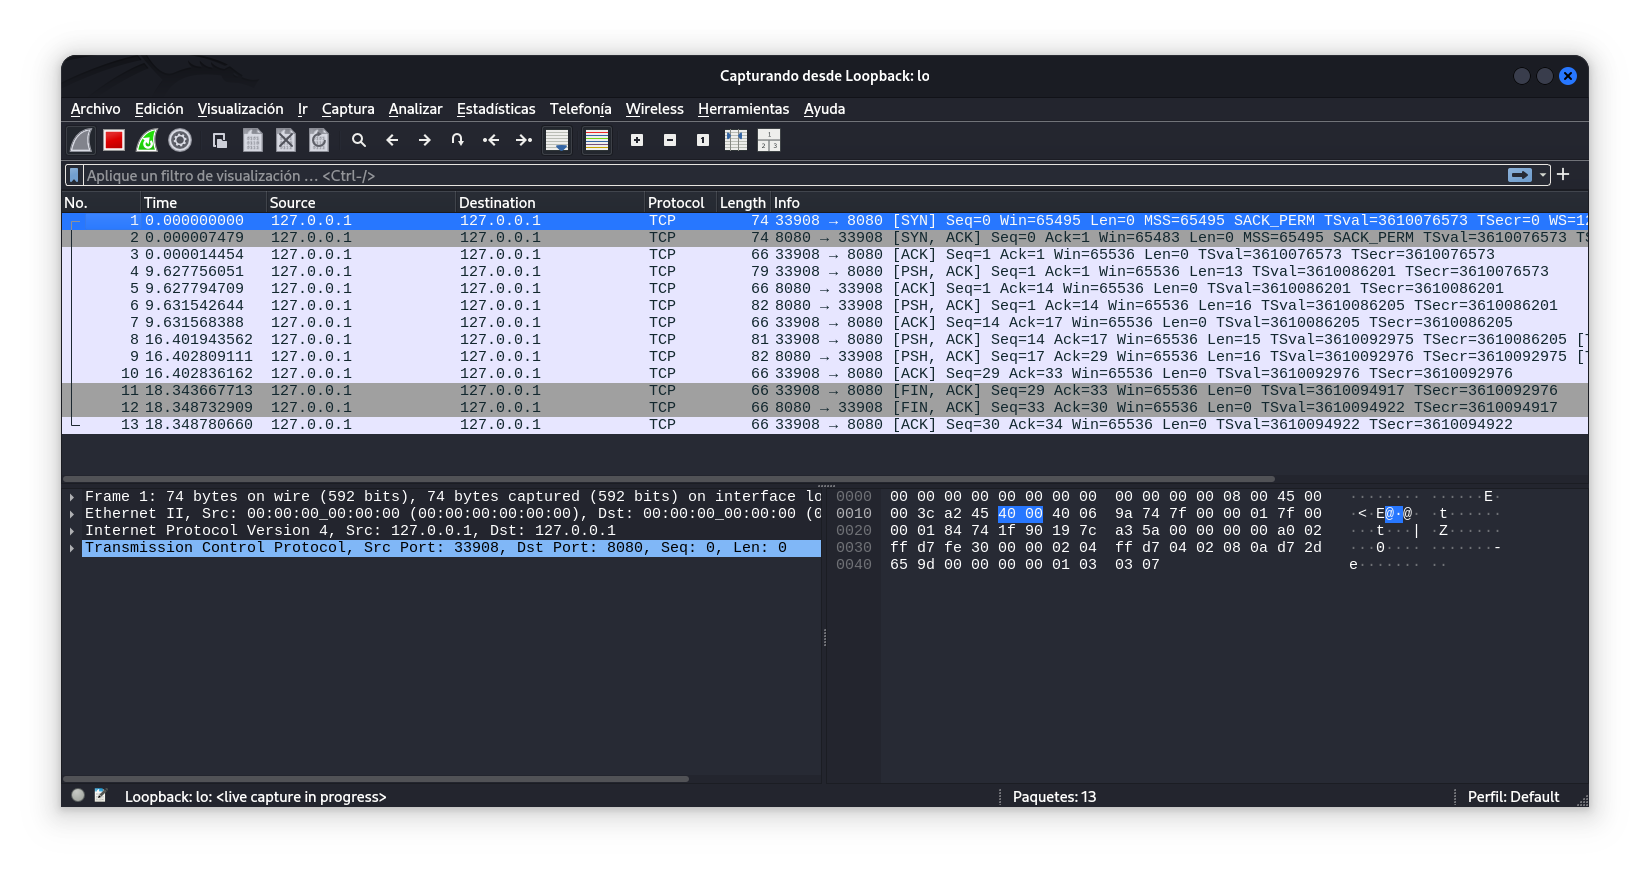 Capturando desde Loopback: lo
Archivo Edición Visualización Ir Captura Analizar Estadísticas Telefonía Wireless Herramientas Ayuda
Aplique un filtro de visualización … <Ctrl-/>
No. Time Source Destination Protocol Length Info
1 0.000000000 127.0.0.1 127.0.0.1 TCP 74 33908 → 8080 [SYN] Seq=0 Win=65495 Len=0 MSS=65495 SACK_PERM TSval=3610076573 TSecr=0 WS=12
2 0.000007479 127.0.0.1 127.0.0.1 TCP 74 8080 → 33908 [SYN, ACK] Seq=0 Ack=1 Win=65483 Len=0 MSS=65495 SACK_PERM TSval=3610076573 TS
3 0.000014454 127.0.0.1 127.0.0.1 TCP 66 33908 → 8080 [ACK] Seq=1 Ack=1 Win=65536 Len=0 TSval=3610076573 TSecr=3610076573
4 9.627756051 127.0.0.1 127.0.0.1 TCP 79 33908 → 8080 [PSH, ACK] Seq=1 Ack=1 Win=65536 Len=13 TSval=3610086201 TSecr=3610076573
5 9.627794709 127.0.0.1 127.0.0.1 TCP 66 8080 → 33908 [ACK] Seq=1 Ack=14 Win=65536 Len=0 TSval=3610086201 TSecr=3610086201
6 9.631542644 127.0.0.1 127.0.0.1 TCP 82 8080 → 33908 [PSH, ACK] Seq=1 Ack=14 Win=65536 Len=16 TSval=3610086205 TSecr=3610086201
7 9.631568388 127.0.0.1 127.0.0.1 TCP 66 33908 → 8080 [ACK] Seq=14 Ack=17 Win=65536 Len=0 TSval=3610086205 TSecr=3610086205
8 16.401943562 127.0.0.1 127.0.0.1 TCP 81 33908 → 8080 [PSH, ACK] Seq=14 Ack=17 Win=65536 Len=15 TSval=3610092975 TSecr=3610086205 [T
9 16.402809111 127.0.0.1 127.0.0.1 TCP 82 8080 → 33908 [PSH, ACK] Seq=17 Ack=29 Win=65536 Len=16 TSval=3610092976 TSecr=3610092975 [T
10 16.402836162 127.0.0.1 127.0.0.1 TCP 66 33908 → 8080 [ACK] Seq=29 Ack=33 Win=65536 Len=0 TSval=3610092976 TSecr=3610092976
11 18.343667713 127.0.0.1 127.0.0.1 TCP 66 33908 → 8080 [FIN, ACK] Seq=29 Ack=33 Win=65536 Len=0 TSval=3610094917 TSecr=3610092976
12 18.348732909 127.0.0.1 127.0.0.1 TCP 66 8080 → 33908 [FIN, ACK] Seq=33 Ack=30 Win=65536 Len=0 TSval=3610094922 TSecr=3610094917
13 18.348780660 127.0.0.1 127.0.0.1 TCP 66 33908 → 8080 [ACK] Seq=30 Ack=34 Win=65536 Len=0 TSval=3610094922 TSecr=3610094922
Frame 1: 74 bytes on wire (592 bits), 74 bytes captured (592 bits) on interface lo
Ethernet II, Src: 00:00:00_00:00:00 (00:00:00:00:00:00), Dst: 00:00:00_00:00:00 (0
Internet Protocol Version 4, Src: 127.0.0.1, Dst: 127.0.0.1
Transmission Control Protocol, Src Port: 33908, Dst Port: 8080, Seq: 0, Len: 0
0000 00 00 00 00 00 00 00 00 00 00 00 00 08 00 45 00 ········ ······E·
0010 00 3c a2 45 40 00 40 06 9a 74 7f 00 00 01 7f 00 ·<·E@·@· ·t······
0020 00 01 84 74 1f 90 19 7c a3 5a 00 00 00 00 a0 02 ···t···| ·Z······
0030 ff d7 fe 30 00 00 02 04 ff d7 04 02 08 0a d7 2d ···0···· ·······-
0040 65 9d 00 00 00 00 01 03 03 07 e······· ··
Loopback: lo: <live capture in progress>
Paquetes: 13
Perfil: Default